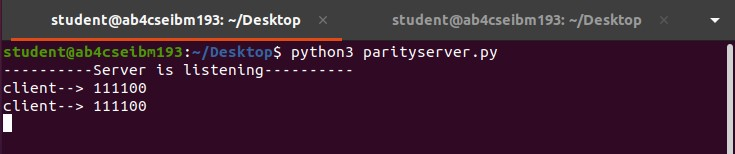 student@ab4cseibm193: ~/Desktop × student@ab4cseibm193: ~/Desktop ×
student@ab4cseibm193:~/Desktop$ python3 parityserver.py
----------Server is listening----------
client--> 111100
client--> 111100